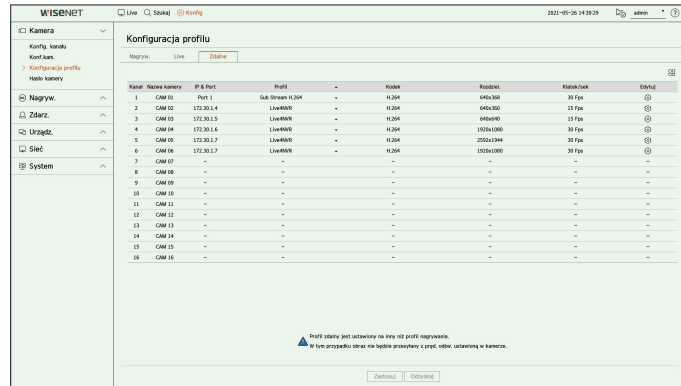 WISENET
Live Szukaj Konfig
2021-05-26 14:39:29 admin
Kamera
Konfig. kanału
Konf.kam.
> Konfiguracja profilu
Hasło kamery
Nagryw.
Zdarz.
Urządz.
Sieć
System
Konfiguracja profilu
Nagryw. Live Zdalne
Kanał Nazwa kamery IP & Port Profil Kodek Rozdziel. Klatek/sek Edytuj
1 CAM 01 Port 1 Sub Stream H.264 H.264 640x368 30 Fps
2 CAM 02 172.30.1.4 Live4NVR H.264 640x360 15 Fps
3 CAM 03 172.30.1.5 Live4NVR H.264 640x640 15 Fps
4 CAM 04 172.30.1.6 Live4NVR H.264 1920x1080 30 Fps
5 CAM 05 172.30.1.7 Live4NVR H.264 2592x1944 30 Fps
6 CAM 06 172.30.1.7 Live4NVR H.264 1920x1080 30 Fps
7 CAM 07 - - - - - -
8 CAM 08 - - - - - -
9 CAM 09 - - - - - -
10 CAM 10 - - - - - -
11 CAM 11 - - - - - -
12 CAM 12 - - - - - -
13 CAM 13 - - - - - -
14 CAM 14 - - - - - -
15 CAM 15 - - - - - -
16 CAM 16 - - - - - -
Profil zdalny jest ustawiony na inny niż profil nagrywania.
W tym przypadku obraz nie będzie przesyłany z pręd. odśw. ustawioną w kamerze.
Zastosuj Odzyskaj